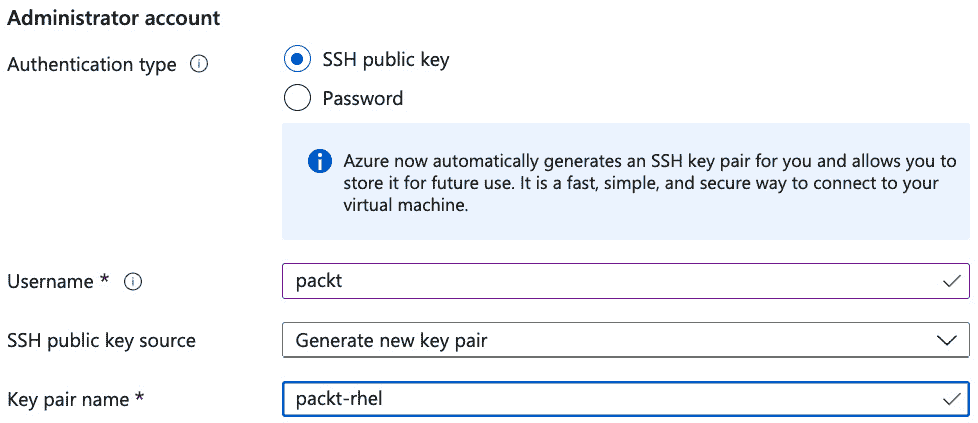 Administrator account
Authentication type
SSH public key
Password
Azure now automatically generates an SSH key pair for you and allows you to
store it for future use. It is a fast, simple, and secure way to connect to your
virtual machine.
Username *
packt
SSH public key source
Generate new key pair
Key pair name *
packt-rhel